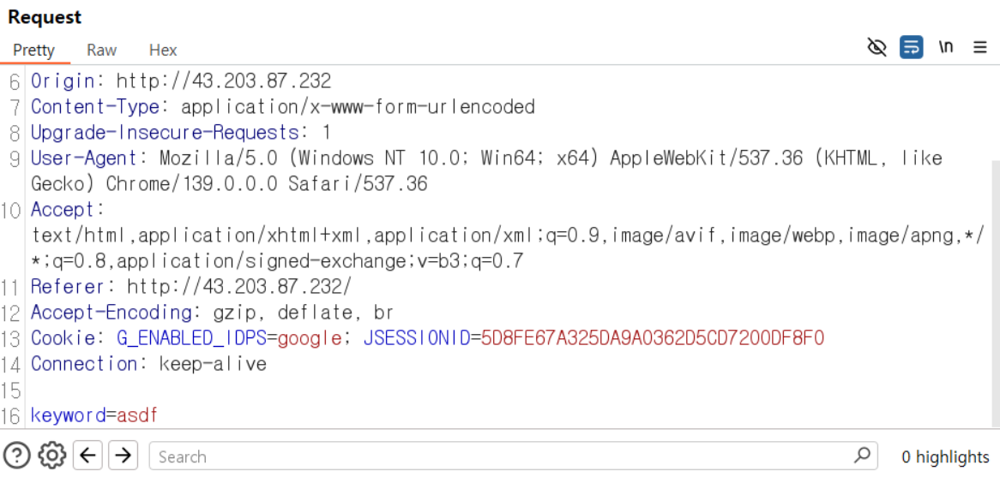 Request
Pretty Raw Hex \n
6 Origin: http://43.203.87.232
7 Content-Type: application/x-www-form-urlencoded
8 Upgrade-Insecure-Requests: 1
9 User-Agent: Mozilla/5.0 (Windows NT 10.0; Win64; x64) AppleWebKit/537.36 (KHTML, like
Gecko) Chrome/139.0.0.0 Safari/537.36
10 Accept:
text/html,application/xhtml+xml,application/xml;q=0.9,image/avif,image/webp,image/apng,*/
*;q=0.8,application/signed-exchange;v=b3;q=0.7
11 Referer: http://43.203.87.232/
12 Accept-Encoding: gzip, deflate, br
13 Cookie: G_ENABLED_IDPS=google; JSESSIONID=5D8FE67A325DA9A0362D5CD7200DF8F0
14 Connection: keep-alive
15
16 keyword=asdf
Search 0 highlights